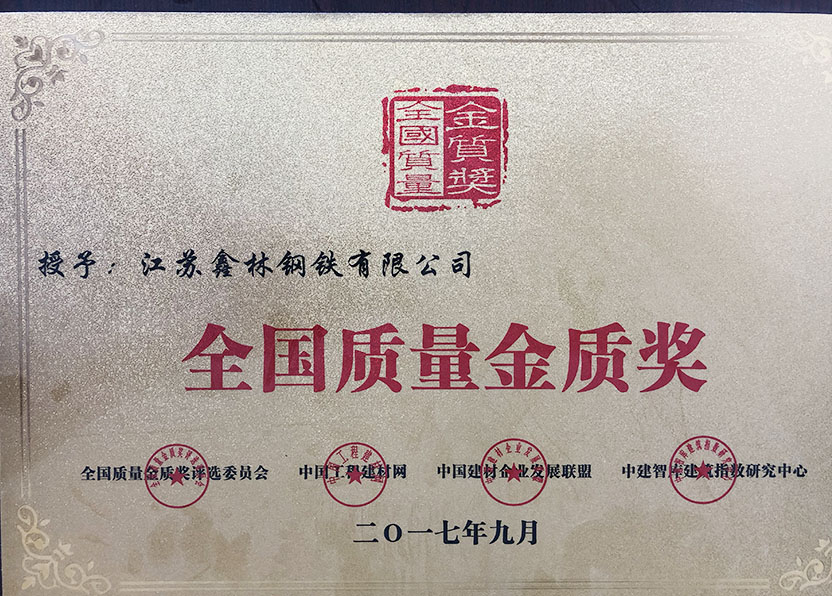 全國質量
金質獎
授予：江苏鑫林钢铁有限公司
全国质量金质奖
全国质量金质奖评选委员会 中国工程建材网 中国建材企业发展联盟 中建智库建筑指数研究中心
二〇一七年九月